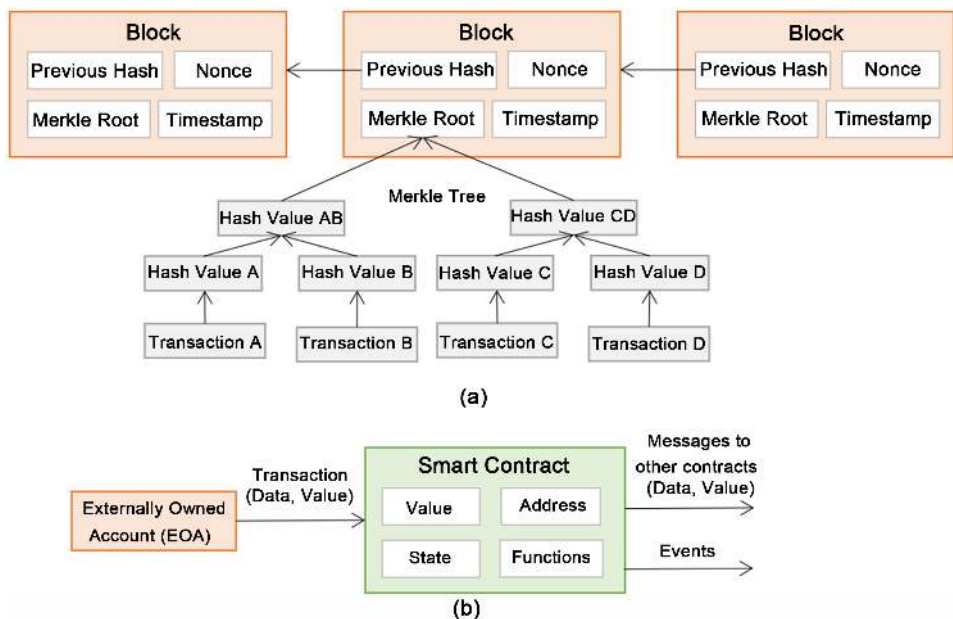 Block
Previous Hash
Nonce
Merkle Root
Timestamp
Block
Previous Hash
Nonce
Merkle Root
Timestamp
Block
Previous Hash
Nonce
Merkle Root
Timestamp
Merkle Tree
Hash Value AB
Hash Value CD
Hash Value A
Hash Value B
Hash Value C
Hash Value D
Transaction A
Transaction B
Transaction C
Transaction D
(a)
Externally Owned
Account (EOA)
Transaction
(Data, Value)
Smart Contract
Value
Address
State
Functions
Messages to
other contracts
(Data, Value)
Events
(b)